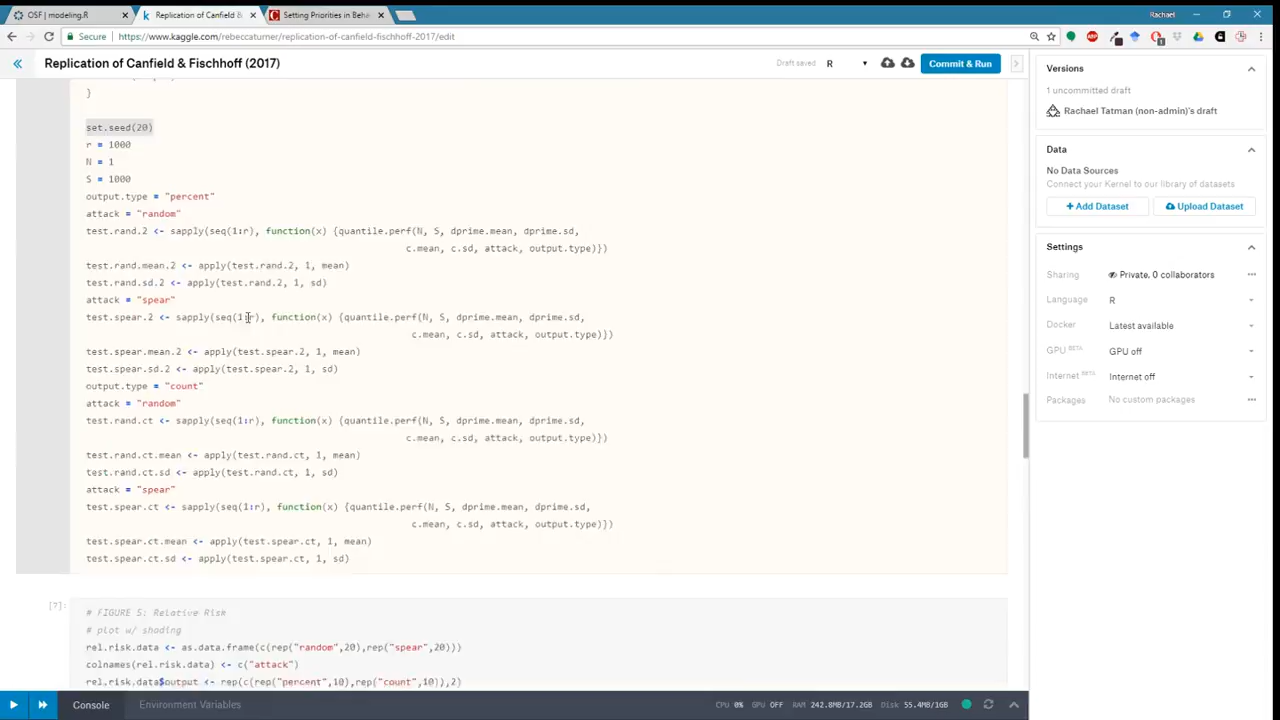 OSF | modeling.R
Replication of Canfield &
Setting Priorities in Beha
Rachael
Secure
https://www.kaggle.com/rebeccaturner/replication-of-canfield-fischhoff-2017/edit
Replication of Canfield & Fischhoff (2017)
Draft saved
R
Commit & Run
}
set.seed(20)
r = 1000
N = 1
S = 1000
output.type = "percent"
attack = "random"
test.rand.2 <- sapply(seq(1:r), function(x) {quantile.perf(N, S, dprime.mean, dprime.sd,
c.mean, c.sd, attack, output.type)})
test.rand.mean.2 <- apply(test.rand.2, 1, mean)
test.rand.sd.2 <- apply(test.rand.2, 1, sd)
attack = "spear"
test.spear.2 <- sapply(seq(1:r), function(x) {quantile.perf(N, S, dprime.mean, dprime.sd,
c.mean, c.sd, attack, output.type)})
test.spear.mean.2 <- apply(test.spear.2, 1, mean)
test.spear.sd.2 <- apply(test.spear.2, 1, sd)
output.type = "count"
attack = "random"
test.rand.ct <- sapply(seq(1:r), function(x) {quantile.perf(N, S, dprime.mean, dprime.sd,
c.mean, c.sd, attack, output.type)})
test.rand.ct.mean <- apply(test.rand.ct, 1, mean)
test.rand.ct.sd <- apply(test.rand.ct, 1, sd)
attack = "spear"
test.spear.ct <- sapply(seq(1:r), function(x) {quantile.perf(N, S, dprime.mean, dprime.sd,
c.mean, c.sd, attack, output.type)})
test.spear.ct.mean <- apply(test.spear.ct, 1, mean)
test.spear.ct.sd <- apply(test.spear.ct, 1, sd)
[7]:
# FIGURE 5: Relative Risk
# plot w/ shading
rel.risk.data <- as.data.frame(c(rep("random",20),rep("spear",20)))
colnames(rel.risk.data) <- c("attack")
rel.risk.data$output <- rep(c(rep("percent",10),rep("count",10)),2)
Versions
1 uncommitted draft
Rachael Tatman (non-admin)'s draft
Data
No Data Sources
Connect your Kernel to our library of datasets
+ Add Dataset
Upload Dataset
Settings
Sharing
Private, 0 collaborators
Language
R
Docker
Latest available
GPU BETA
GPU off
Internet BETA
Internet off
Packages
No custom packages
Console
Environment Variables
CPU 0%
GPU OFF
RAM 242.8MB/17.2GB
Disk 55.4MB/1GB